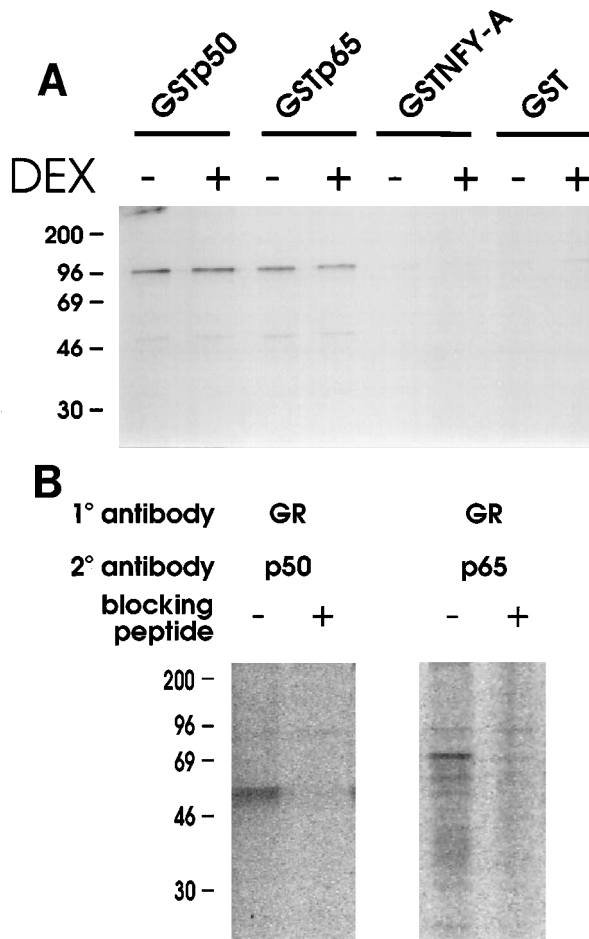 A
GSTp50 GSTp65 GSTNFY-A GST
DEX - + - + - + - +
200 -
96 -
69 -
46 -
30 -
B
1° antibody GR GR
2° antibody p50 p65
blocking
peptide - + - +
200 -
96 -
69 -
46 -
30 -